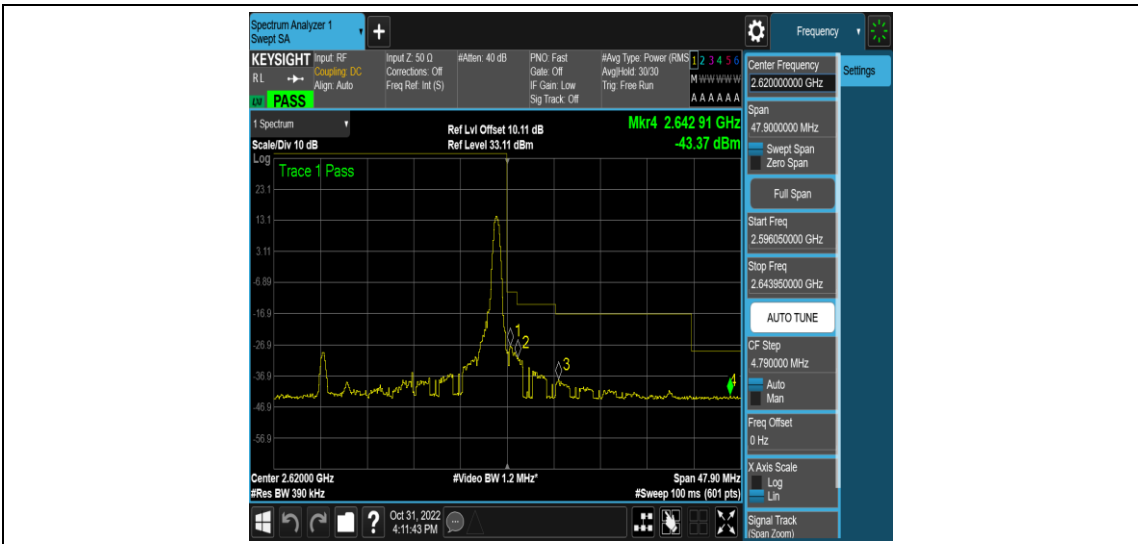 Spectrum Analyzer 1
Swept SA
+
Frequency
KEYSIGHT
RL
LXI PASS
Input: RF
Coupling: DC
Align: Auto
Input Z: 50 Ω
Corrections: Off
Freq Ref: Int (S)
#Atten: 40 dB
PNO: Fast
Gate: Off
IF Gain: Low
Sig Track: Off
#Avg Type: Power (RMS
Avg|Hold: 30/30
Trig: Free Run
1 2 3 4 5 6
M W W W W W
A A A A A A
1 Spectrum
Scale/Div 10 dB
Ref Lvl Offset 10.11 dB
Ref Level 33.11 dBm
Mkr4 2.642 91 GHz
-43.37 dBm
Log
Trace 1 Pass
23.1
13.1
3.11
-6.89
-16.9
-26.9
-36.9
-46.9
-56.9
1
2
3
4
Center 2.62000 GHz
#Res BW 390 kHz
#Video BW 1.2 MHz*
Span 47.90 MHz
#Sweep 100 ms (601 pts)
Center Frequency
2.620000000 GHz
Settings
Span
47.9000000 MHz
Swept Span
Zero Span
Full Span
Start Freq
2.596050000 GHz
Stop Freq
2.643950000 GHz
AUTO TUNE
CF Step
4.790000 MHz
Auto
Man
Freq Offset
0 Hz
X Axis Scale
Log
Lin
Signal Track
(Span Zoom)
?
Oct 31, 2022
4:11:43 PM